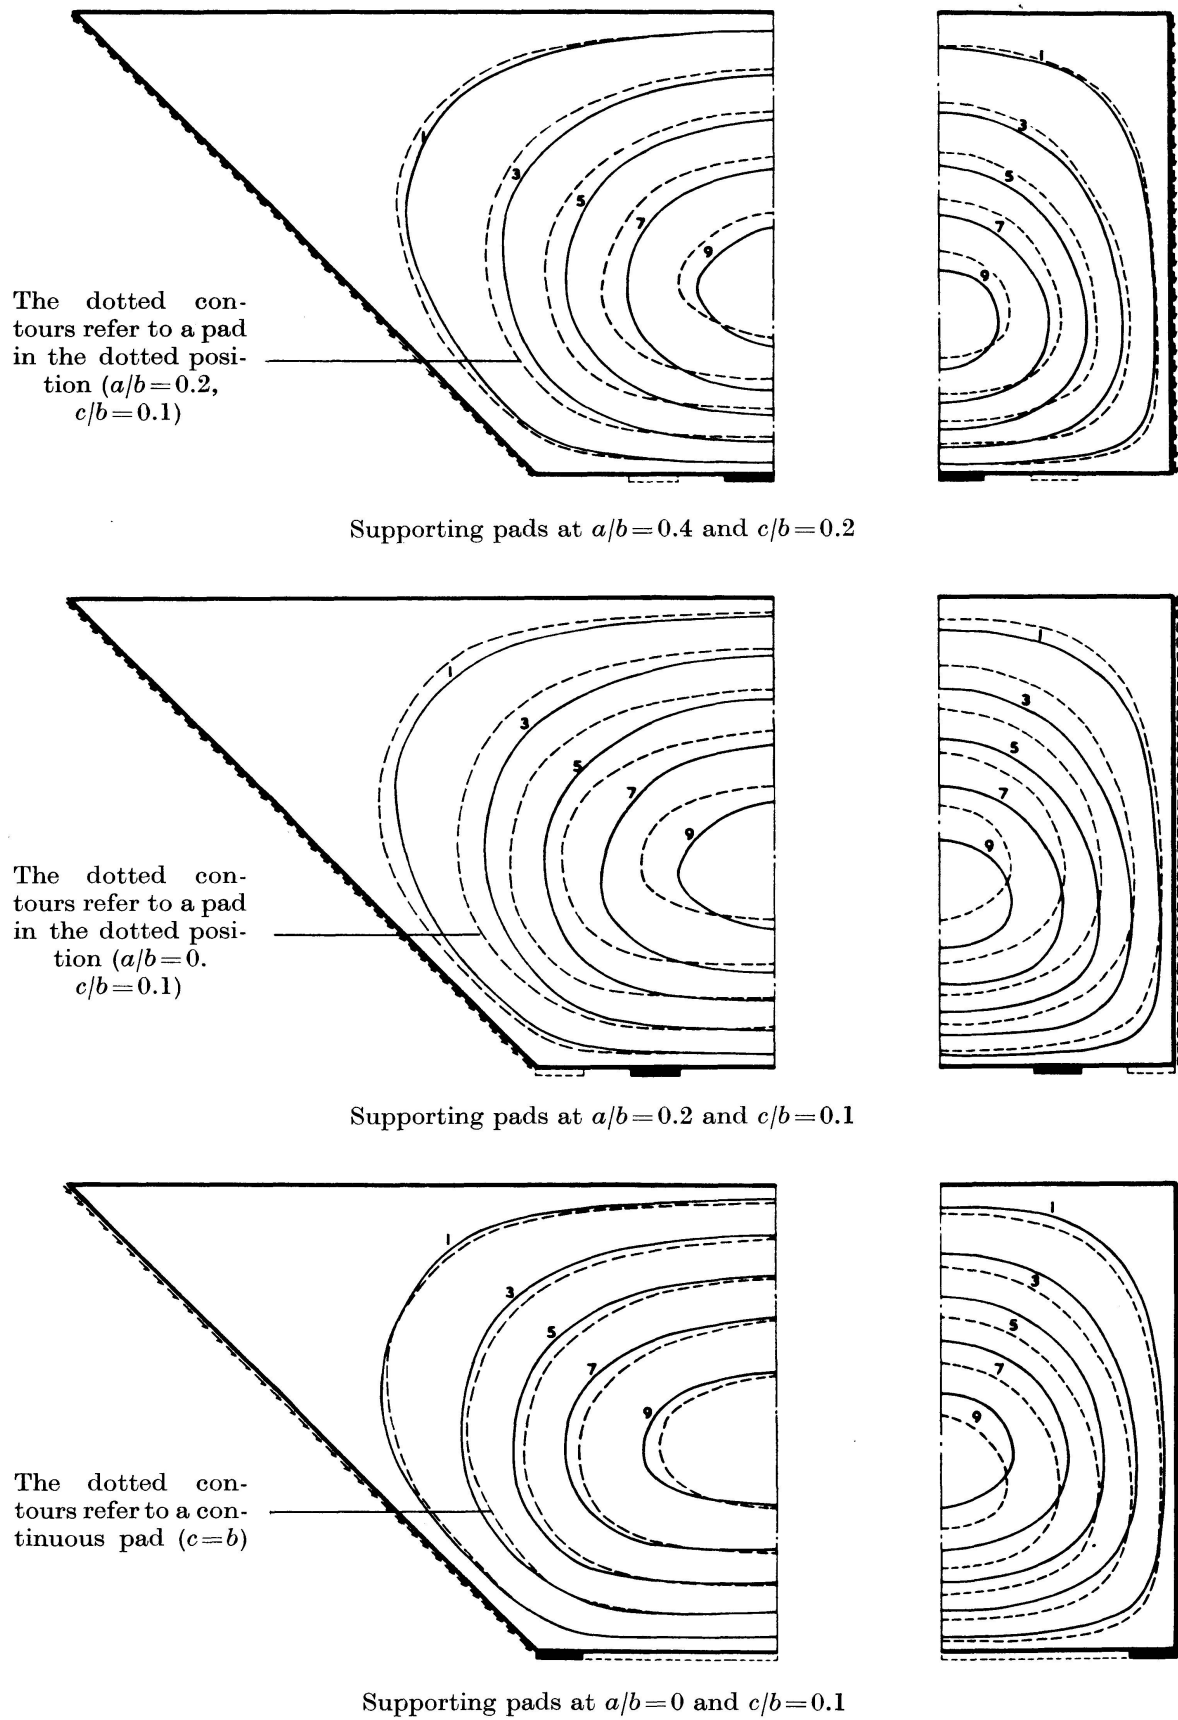 1
3
5
7
9
1
3
5
7
9
The dotted con-
tours refer to a pad
in the dotted posi-
tion (a/b=0.2,
c/b=0.1)
Supporting pads at a/b=0.4 and c/b=0.2
1
3
5
7
9
1
3
5
7
9
The dotted con-
tours refer to a pad
in the dotted posi-
tion (a/b=0.
c/b=0.1)
Supporting pads at a/b=0.2 and c/b=0.1
1
3
5
7
9
1
3
5
7
9
The dotted con-
tours refer to a con-
tinuous pad (c=b)
Supporting pads at a/b=0 and c/b=0.1